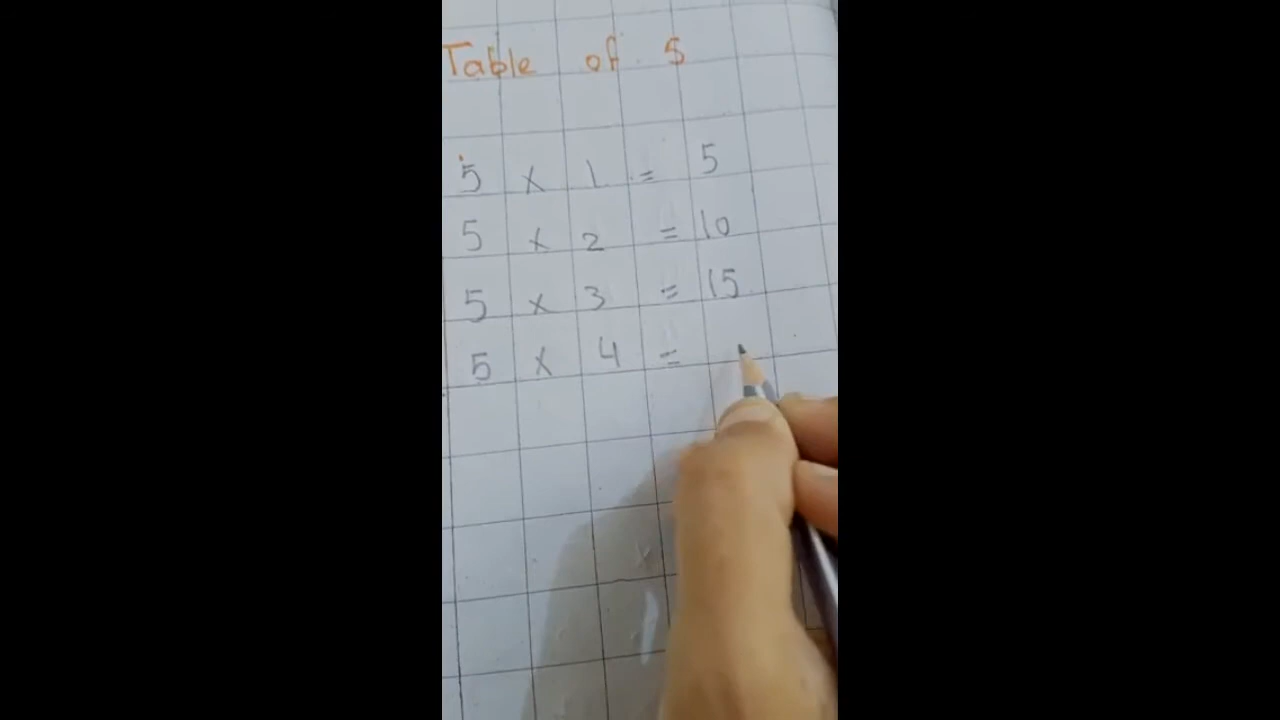 Table of 5
5 x 1 = 5
5 x 2 = 10
5 x 3 = 15
5 x 4 =